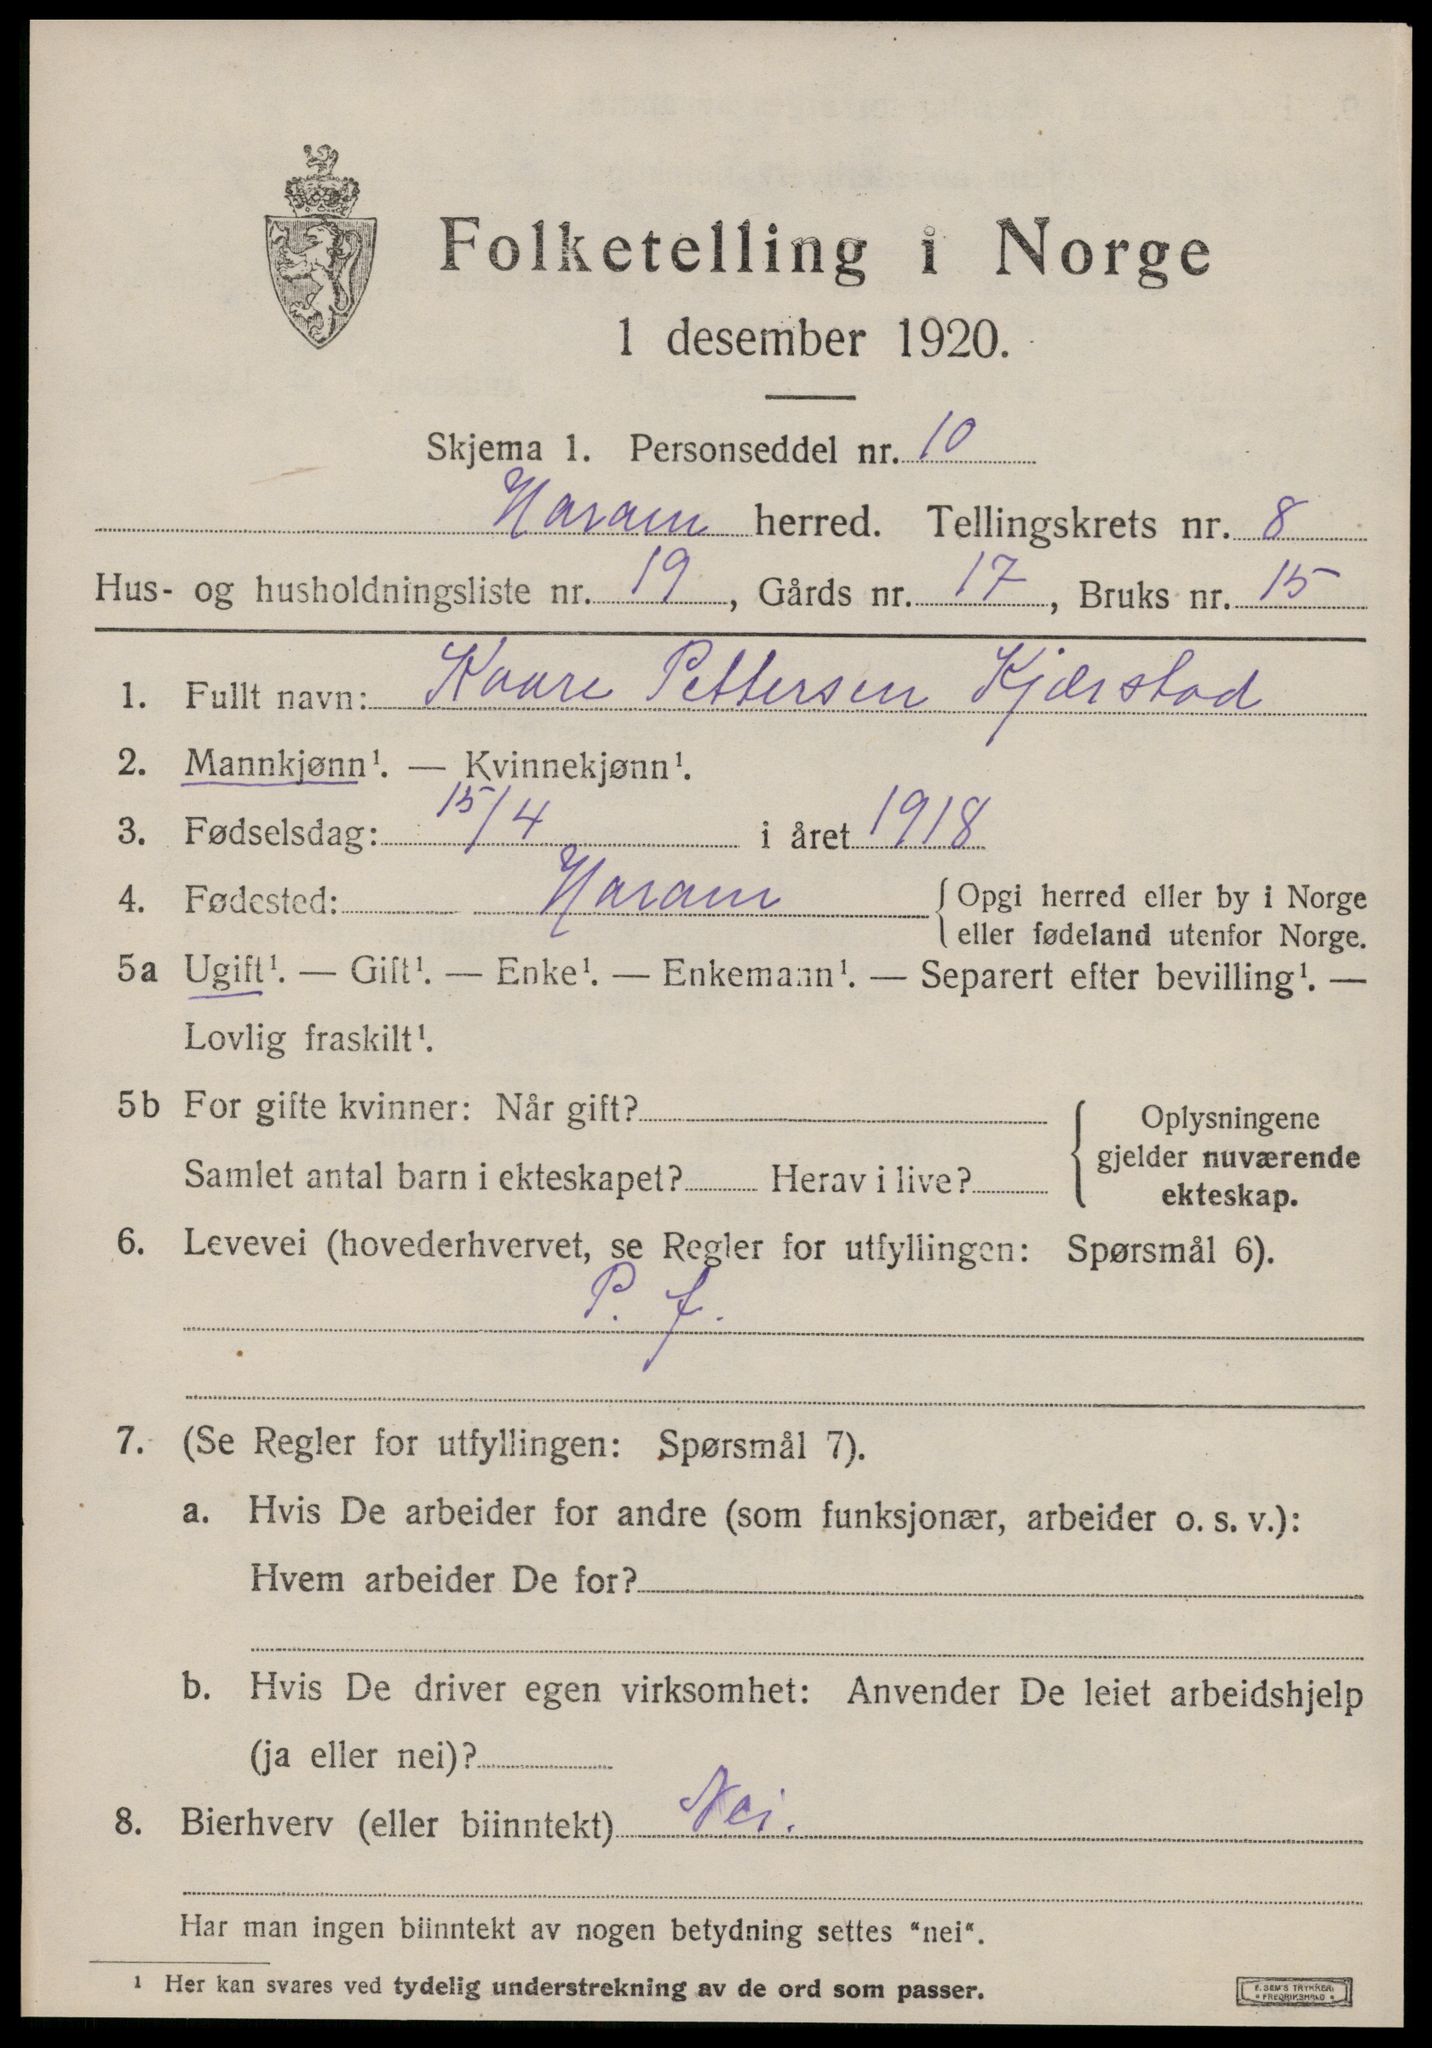 Folketelling i Norge
1 desember 1920.
Skjema 1. Personseddel nr. 10
Haram herred. Tellingskrets nr. 8
Hus- og husholdningsliste nr. 19, Gårds nr. 17, Bruks nr. 15
1. Fullt navn: Kaare Pettersen Kjærstad
2. Mannkjønn¹. — Kvinnekjønn¹.
3. Fødselsdag: 15/4 i året 1918
4. Fødested: Haram { Opgi herred eller by i Norge
eller fødeland utenfor Norge.
5a Ugift¹. — Gift¹. — Enke¹. — Enkemann¹. — Separert efter bevilling¹. —
Lovlig fraskilt¹.
5b For gifte kvinner: Når gift?
Samlet antal barn i ekteskapet? Herav i live?
{ Oplysningene
gjelder nuværende
ekteskap.
6. Levevei (hovederhvervet, se Regler for utfyllingen: Spørsmål 6).
P. f.
7. (Se Regler for utfyllingen: Spørsmål 7).
a. Hvis De arbeider for andre (som funksjonær, arbeider o. s. v.):
Hvem arbeider De for?
b. Hvis De driver egen virksomhet: Anvender De leiet arbeidshjelp
(ja eller nei)?
8. Bierhverv (eller biinntekt) Nei.
Har man ingen biinntekt av nogen betydning settes “nei“.
¹ Her kan svares ved tydelig understrekning av de ord som passer.
E. SEM'S TRYKKERI
FREDRIKSHALD